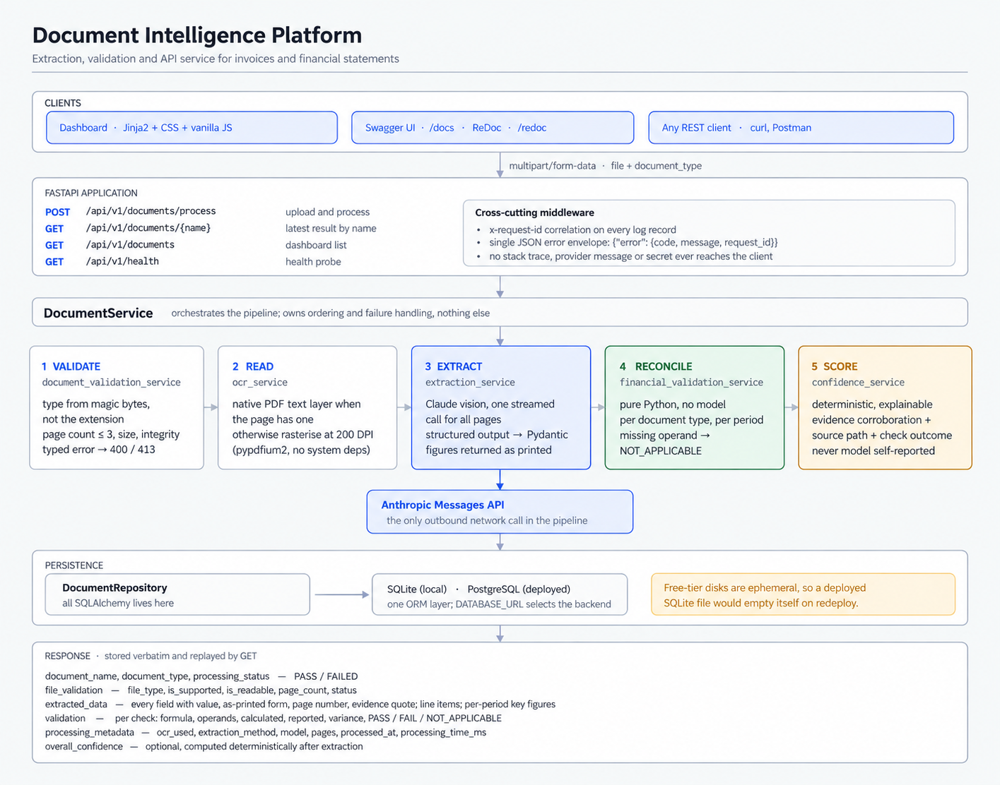 Document Intelligence Platform
Extraction, validation and API service for invoices and financial statements
CLIENTS
Dashboard · Jinja2 + CSS + vanilla JS
Swagger UI · /docs · ReDoc · /redoc
Any REST client · curl, Postman
multipart/form-data · file + document_type
FASTAPI APPLICATION
POST /api/v1/documents/process upload and process
GET /api/v1/documents/{name} latest result by name
GET /api/v1/documents dashboard list
GET /api/v1/health health probe
Cross-cutting middleware
• x-request-id correlation on every log record
• single JSON error envelope: {"error": {code, message, request_id}}
• no stack trace, provider message or secret ever reaches the client
DocumentService orchestrates the pipeline; owns ordering and failure handling, nothing else
1 VALIDATE
document_validation_service
type from magic bytes,
not the extension
page count ≤ 3, size, integrity
typed error → 400 / 413
2 READ
ocr_service
native PDF text layer when
the page has one
otherwise rasterise at 200 DPI
(pypdfium2, no system deps)
3 EXTRACT
extraction_service
Claude vision, one streamed
call for all pages
structured output → Pydantic
figures returned as printed
4 RECONCILE
financial_validation_service
pure Python, no model
per document type, per period
missing operand →
NOT_APPLICABLE
5 SCORE
confidence_service
deterministic, explainable
evidence corroboration +
source path + check outcome
never model self-reported
Anthropic Messages API
the only outbound network call in the pipeline
PERSISTENCE
DocumentRepository
all SQLAlchemy lives here
SQLite (local) · PostgreSQL (deployed)
one ORM layer; DATABASE_URL selects the backend
Free-tier disks are ephemeral, so a deployed
SQLite file would empty itself on redeploy.
RESPONSE · stored verbatim and replayed by GET
document_name, document_type, processing_status — PASS / FAILED
file_validation — file_type, is_supported, is_readable, page_count, status
extracted_data — every field with value, as-printed form, page number, evidence quote; line items; per-period key figures
validation — per check: formula, operands, calculated, reported, variance, PASS / FAIL / NOT_APPLICABLE
processing_metadata — ocr_used, extraction_method, model, pages, processed_at, processing_time_ms
overall_confidence — optional, computed deterministically after extraction